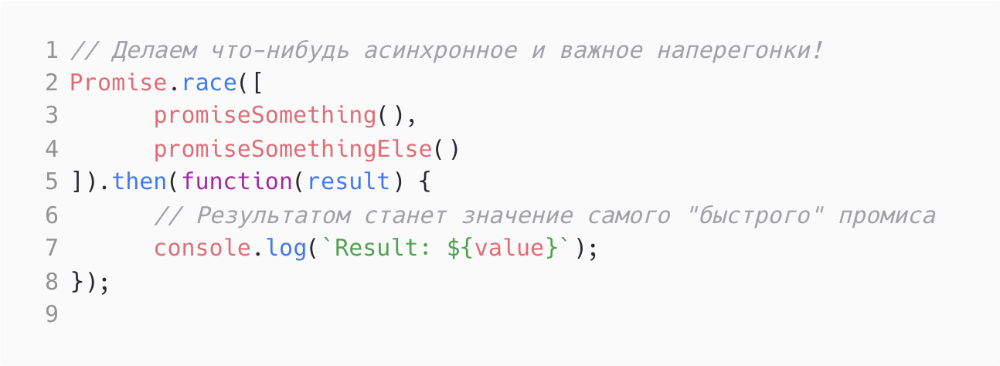 1 // Делаем что-нибудь асинхронное и важное наперегонки!
2 Promise.race([
3       promiseSomething(),
4       promiseSomethingElse()
5 ]).then(function(result) {
6       // Результатом станет значение самого "быстрого" промиса
7       console.log(`Result: ${value}`);
8 });
9